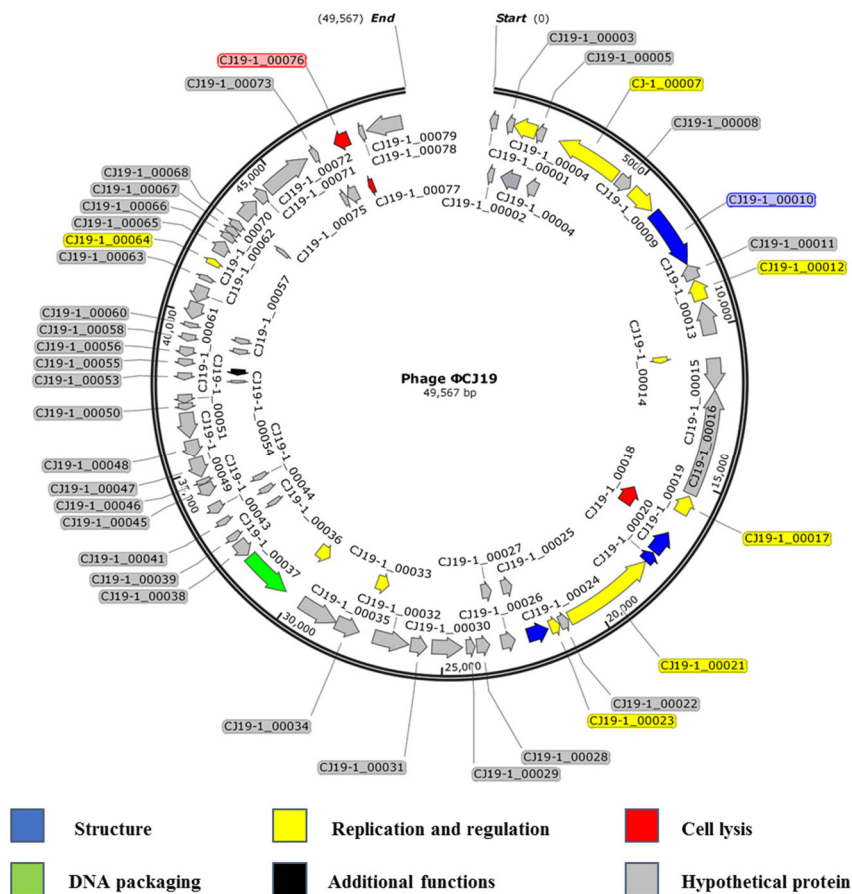 (49,567) End
Start (0)
CJ19-1_00003
CJ19-1_00005
CJ19-1_00076
CJ19-1_00073
CJ-1_00007
CJ19-1_00008
CJ19-1_00079
CJ19-1_00078
CJ19-1_00004
CJ19-1_00001
5000
45,000
CJ19-1_00072
CJ19-1_00071
CJ19-1_00077
CJ19-1_00002
CJ19-1_00004
CJ19-1_00009
CJ19-1_00010
CJ19-1_00068
CJ19-1_00067
CJ19-1_00066
CJ19-1_00065
CJ19-1_00064
CJ19-1_00063
CJ19-1_00070
CJ19-1_00062
CJ19-1_00075
CJ19-1_00011
CJ19-1_00012
CJ19-1_00013
10,000
CJ19-1_00057
CJ19-1_00061
40,000
CJ19-1_00060
CJ19-1_00058
CJ19-1_00056
CJ19-1_00055
CJ19-1_00053
CJ19-1_00014
CJ19-1_00015
Phage ΦCJ19
49,567 bp
CJ19-1_00050
CJ19-1_00051
CJ19-1_00054
CJ19-1_00016
15,000
CJ19-1_00048
CJ19-1_00047
CJ19-1_00046
CJ19-1_00045
CJ19-1_00049
CJ19-1_00044
CJ19-1_00043
CJ19-1_00018
CJ19-1_00019
CJ19-1_00017
CJ19-1_00020
CJ19-1_00041
CJ19-1_00039
CJ19-1_00038
CJ19-1_00037
CJ19-1_00036
CJ19-1_00033
CJ19-1_00027
CJ19-1_00025
CJ19-1_00035
CJ19-1_00032
CJ19-1_00030
CJ19-1_00026
CJ19-1_00024
30,000
25,000
20,000
CJ19-1_00021
CJ19-1_00022
CJ19-1_00023
CJ19-1_00034
CJ19-1_00031
CJ19-1_00028
CJ19-1_00029
Structure
Replication and regulation
Cell lysis
DNA packaging
Additional functions
Hypothetical protein